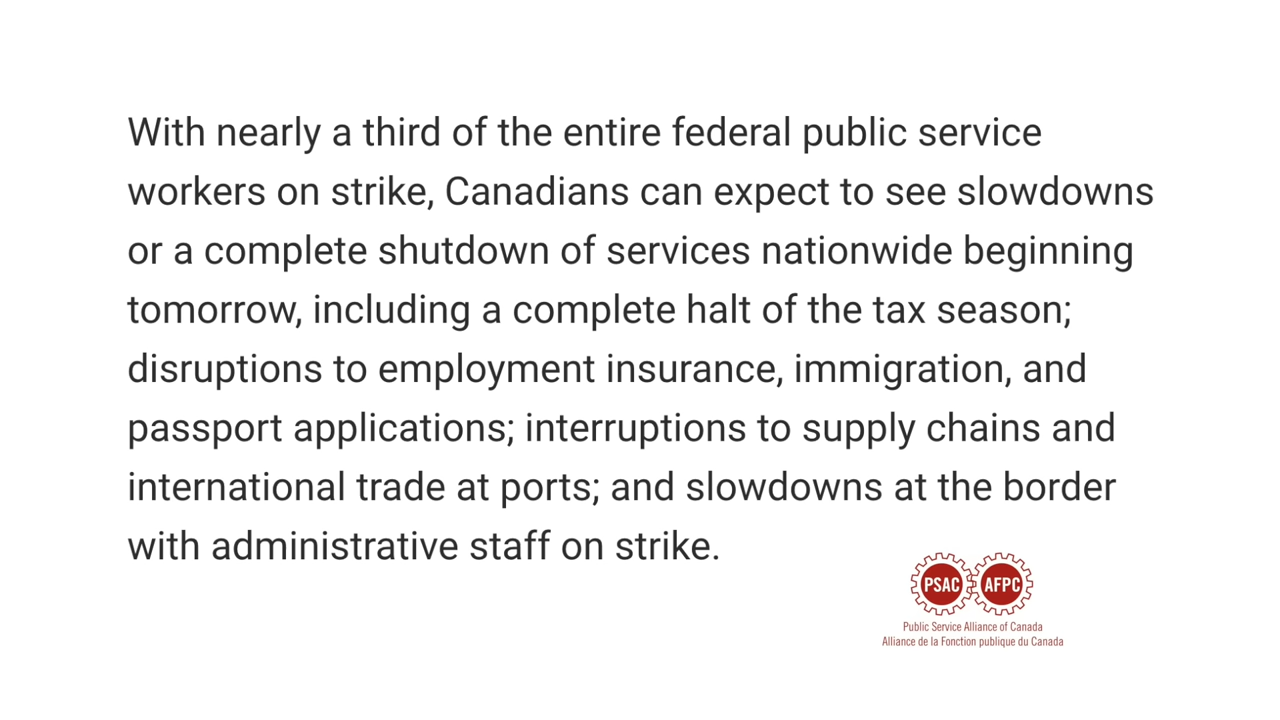 With nearly a third of the entire federal public service
workers on strike, Canadians can expect to see slowdowns
or a complete shutdown of services nationwide beginning
tomorrow, including a complete halt of the tax season;
disruptions to employment insurance, immigration, and
passport applications; interruptions to supply chains and
international trade at ports; and slowdowns at the border
with administrative staff on strike.
PSAC AFPC
Public Service Alliance of Canada
Alliance de la Fonction publique du Canada